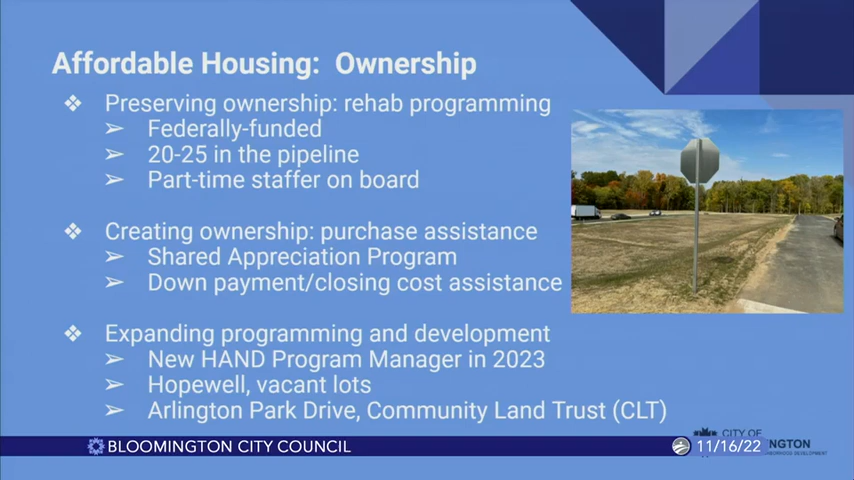 Affordable Housing: Ownership
❖ Preserving ownership: rehab programming
➢ Federally-funded
➢ 20-25 in the pipeline
➢ Part-time staffer on board
❖ Creating ownership: purchase assistance
➢ Shared Appreciation Program
➢ Down payment/closing cost assistance
❖ Expanding programming and development
➢ New HAND Program Manager in 2023
➢ Hopewell, vacant lots
➢ Arlington Park Drive, Community Land Trust (CLT)
CITY OF
BLOOMINGTON CITY COUNCIL
11/16/22